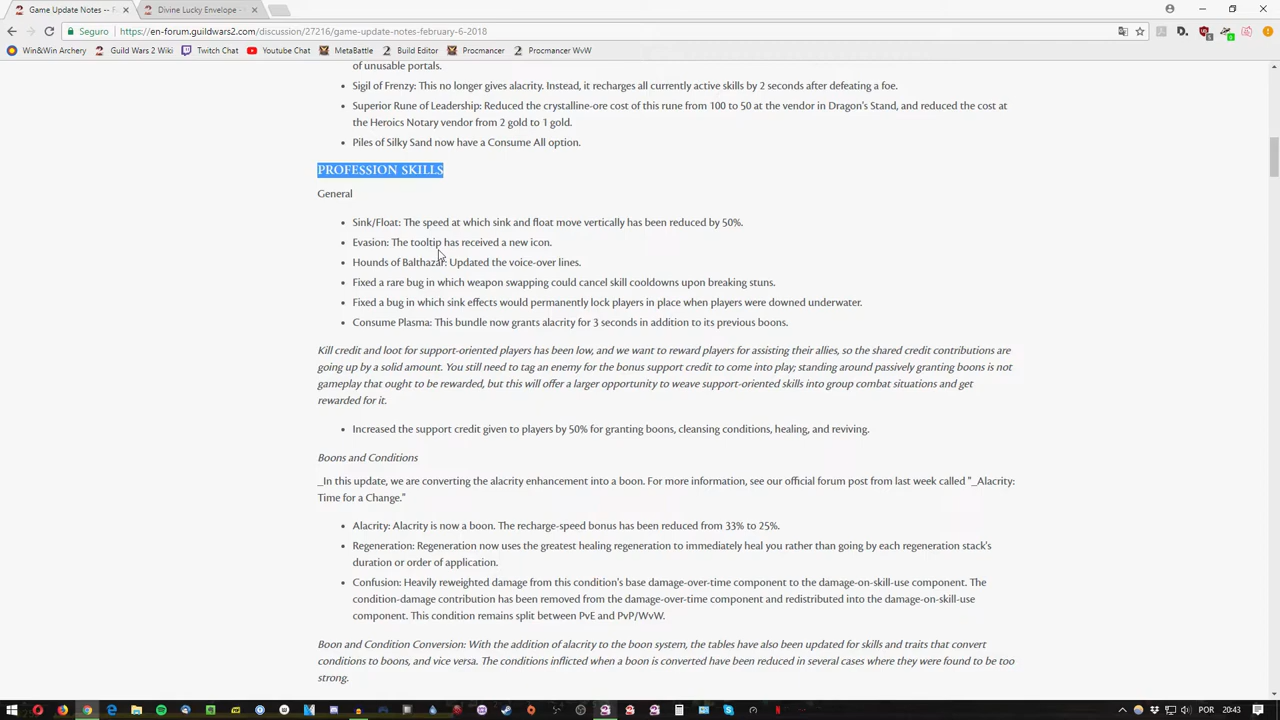 Game Update Notes -- F
Divine Lucky Envelope -
Seguro
https://en-forum.guildwars2.com/discussion/27216/game-update-notes-february-6-2018
Win&Win Archery
Guild Wars 2 Wiki
Twitch Chat
Youtube Chat
MetaBattle
Build Editor
Procmancer
Procmancer WvW
of unusable portals.
Sigil of Frenzy: This no longer gives alacrity. Instead, it recharges all currently active skills by 2 seconds after defeating a foe.
Superior Rune of Leadership: Reduced the crystalline-ore cost of this rune from 100 to 50 at the vendor in Dragon's Stand, and reduced the cost at
the Heroics Notary vendor from 2 gold to 1 gold.
Piles of Silky Sand now have a Consume All option.
PROFESSION SKILLS
General
Sink/Float: The speed at which sink and float move vertically has been reduced by 50%.
Evasion: The tooltip has received a new icon.
Hounds of Balthazar: Updated the voice-over lines.
Fixed a rare bug in which weapon swapping could cancel skill cooldowns upon breaking stuns.
Fixed a bug in which sink effects would permanently lock players in place when players were downed underwater.
Consume Plasma: This bundle now grants alacrity for 3 seconds in addition to its previous boons.
Kill credit and loot for support-oriented players has been low, and we want to reward players for assisting their allies, so the shared credit contributions are
going up by a solid amount. You still need to tag an enemy for the bonus support credit to come into play; standing around passively granting boons is not
gameplay that ought to be rewarded, but this will offer a larger opportunity to weave support-oriented skills into group combat situations and get
rewarded for it.
Increased the support credit given to players by 50% for granting boons, cleansing conditions, healing, and reviving.
Boons and Conditions
_In this update, we are converting the alacrity enhancement into a boon. For more information, see our official forum post from last week called "_Alacrity:
Time for a Change."
Alacrity: Alacrity is now a boon. The recharge-speed bonus has been reduced from 33% to 25%.
Regeneration: Regeneration now uses the greatest healing regeneration to immediately heal you rather than going by each regeneration stack's
duration or order of application.
Confusion: Heavily reweighted damage from this condition's base damage-over-time component to the damage-on-skill-use component. The
condition-damage contribution has been removed from the damage-over-time component and redistributed into the damage-on-skill-use
component. This condition remains split between PvE and PvP/WvW.
Boon and Condition Conversion: With the addition of alacrity to the boon system, the tables have also been updated for skills and traits that convert
conditions to boons, and vice versa. The conditions inflicted when a boon is converted have been reduced in several cases where they were found to be too
strong.
POR
20:43